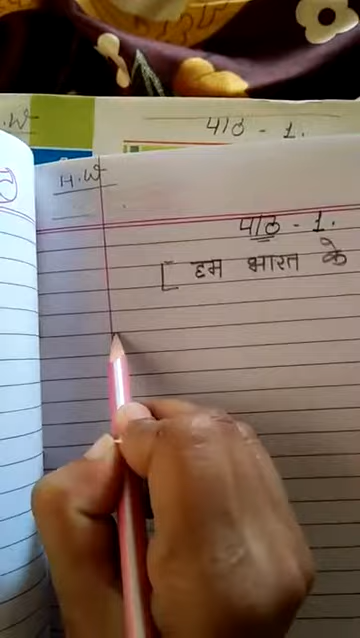 .W
पाठ - 1.
H.W
पाठ - 1.
[ हम भारत के